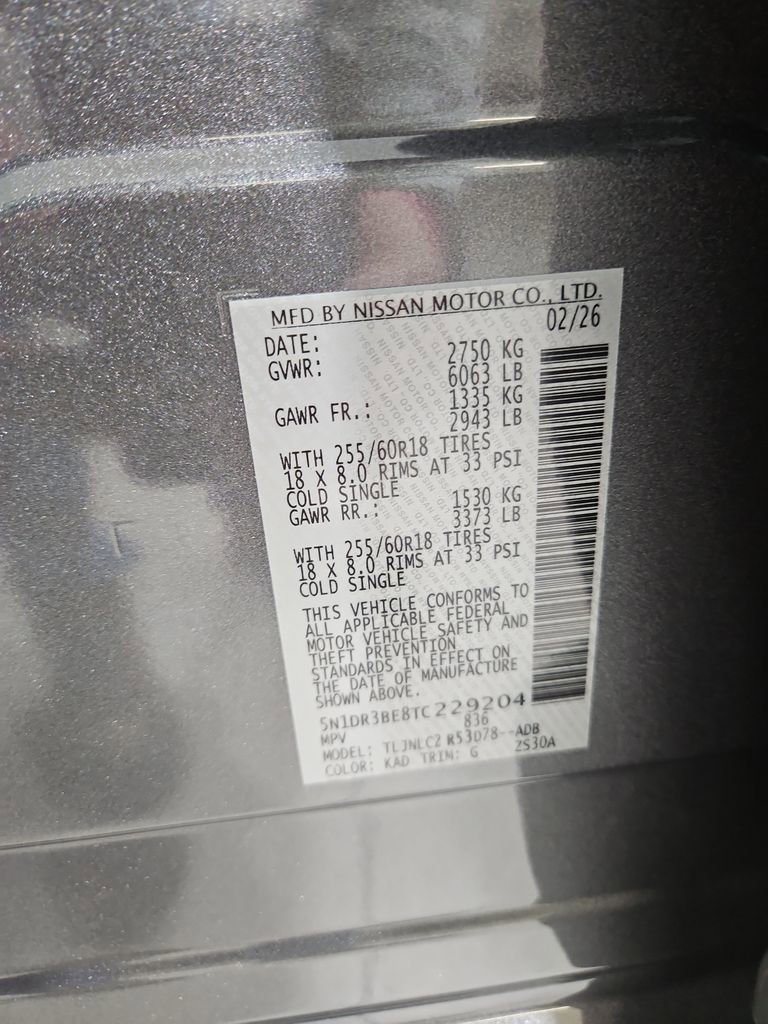 MFD BY NISSAN MOTOR CO., LTD.
DATE: 02/26
GVWR: 2750 KG
6063 LB
GAWR FR.: 1335 KG
2943 LB
WITH 255/60R18 TIRES
18 X 8.0 RIMS AT 33 PSI
COLD SINGLE
GAWR RR.: 1530 KG
3373 LB
WITH 255/60R18 TIRES
18 X 8.0 RIMS AT 33 PSI
COLD SINGLE
THIS VEHICLE CONFORMS TO
ALL APPLICABLE FEDERAL
MOTOR VEHICLE SAFETY AND
THEFT PREVENTION
STANDARDS IN EFFECT ON
THE DATE OF MANUFACTURE
SHOWN ABOVE.
5N1DR3BE8TC229204
MPV 836
MODEL: TLJNLC2 R53D78--ADB
COLOR: KAD TRIM: G ZS30A